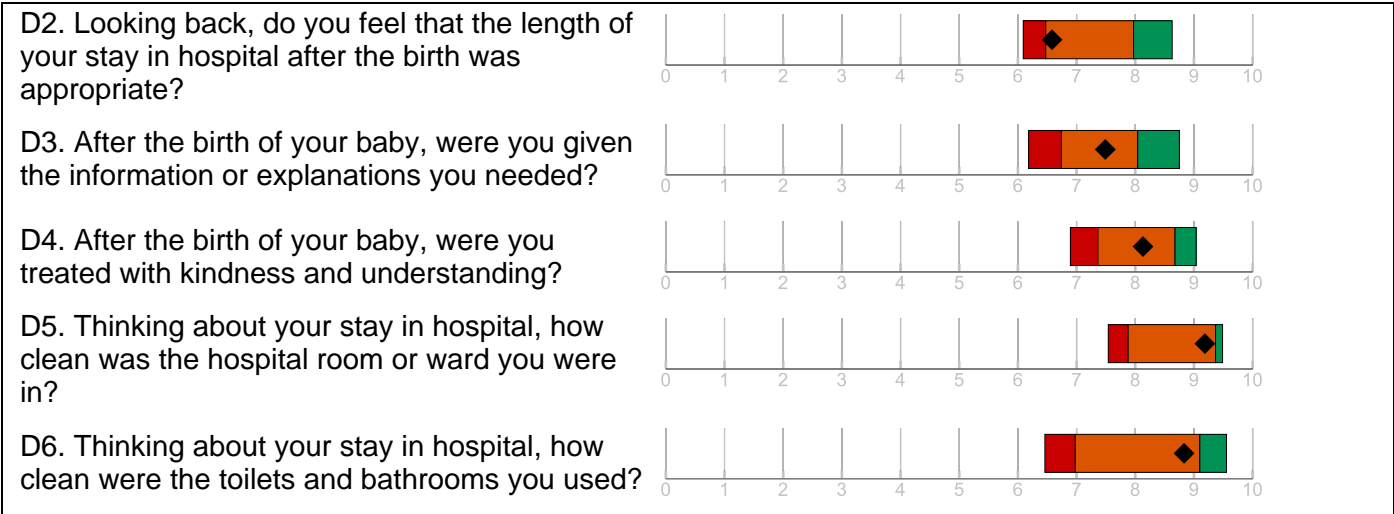 D2. Looking back, do you feel that the length of
your stay in hospital after the birth was
appropriate?
0 1 2 3 4 5 6 7 8 9 10
D3. After the birth of your baby, were you given
the information or explanations you needed?
0 1 2 3 4 5 6 7 8 9 10
D4. After the birth of your baby, were you
treated with kindness and understanding?
0 1 2 3 4 5 6 7 8 9 10
D5. Thinking about your stay in hospital, how
clean was the hospital room or ward you were
in?
0 1 2 3 4 5 6 7 8 9 10
D6. Thinking about your stay in hospital, how
clean were the toilets and bathrooms you used?
0 1 2 3 4 5 6 7 8 9 10